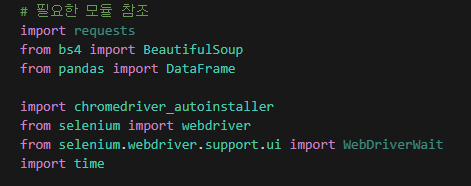 # 필요한 모듈 참조
import requests
from bs4 import BeautifulSoup
from pandas import DataFrame
import chromedriver_autoinstaller
from selenium import webdriver
from selenium.webdriver.support.ui import WebDriverWait
import time